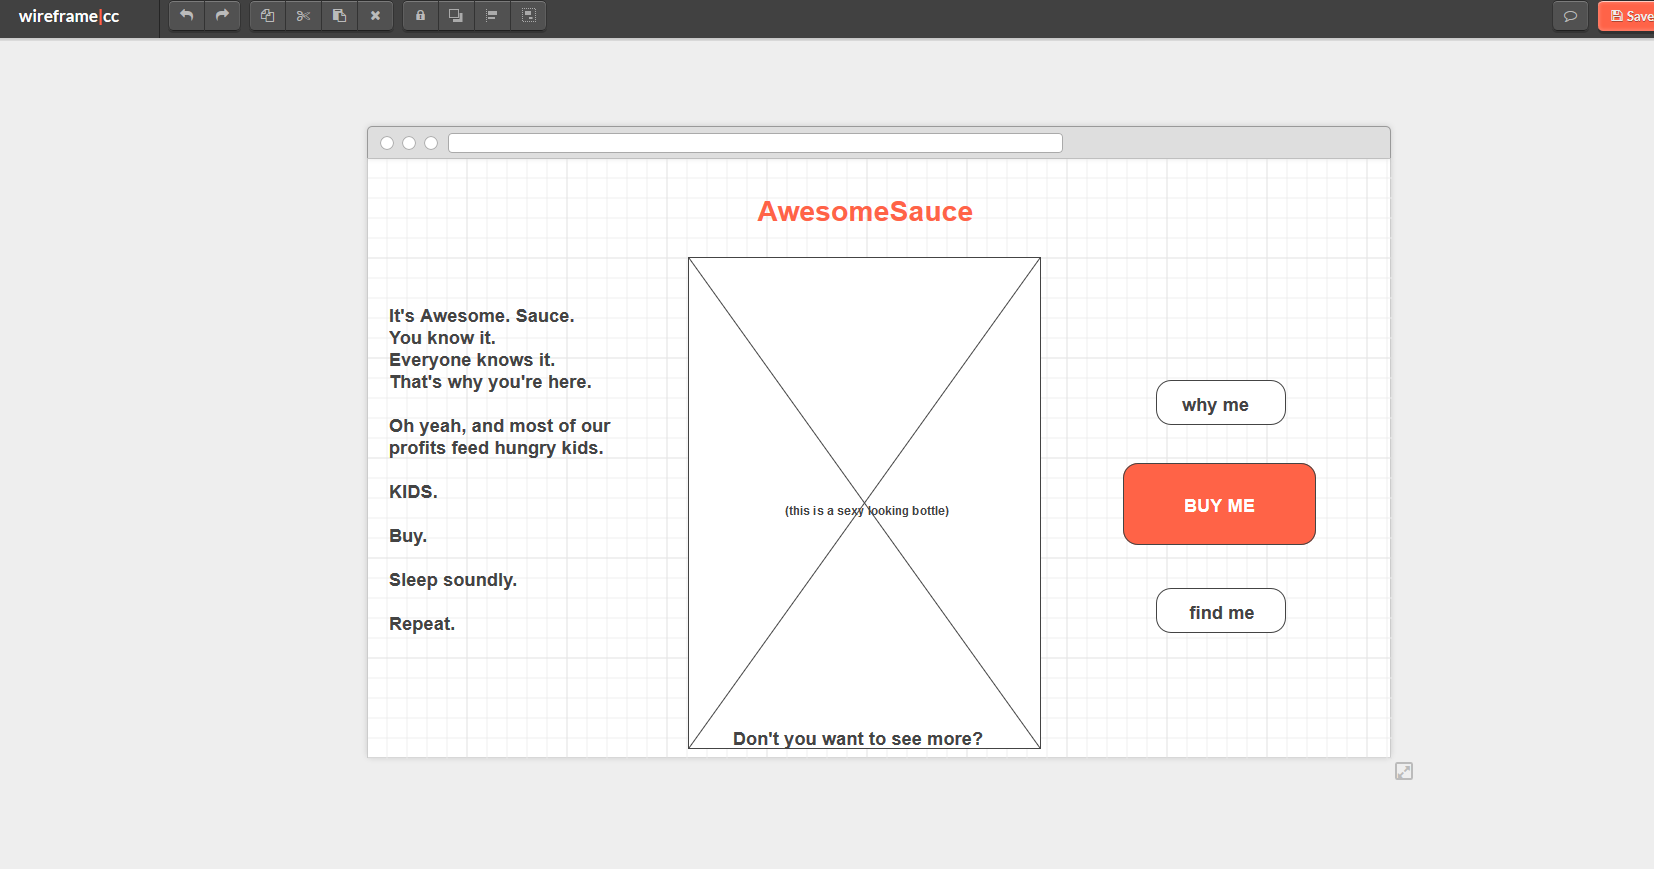 wireframe|cc
Save
AwesomeSauce
It's Awesome. Sauce.
You know it.
Everyone knows it.
That's why you're here.
Oh yeah, and most of our
profits feed hungry kids.
KIDS.
Buy.
Sleep soundly.
Repeat.
(this is a sexy looking bottle)
Don't you want to see more?
why me
BUY ME
find me